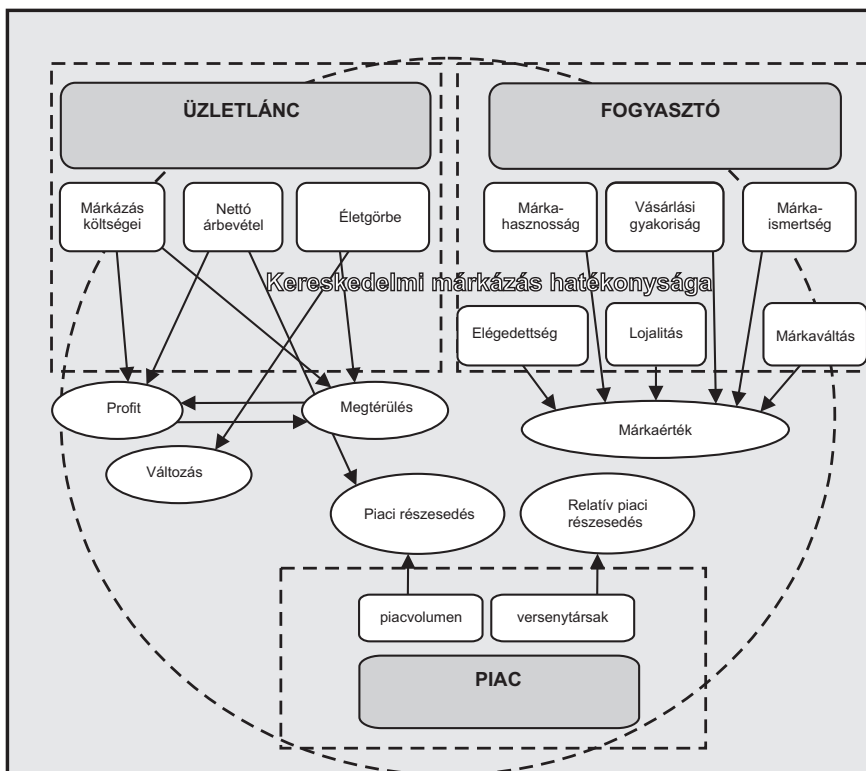 ÜZLETLÁNC
FOGYASZTÓ
Márkázás
költségei
Nettó
árbevétel
Életgörbe
Márka-
hasznosság
Vásárlási
gyakoriság
Márka-
ismertség
Kereskedelmi márkázás hatékonysága
Elégedettség
Lojalitás
Márkaváltás
Profit
Megtérülés
Márkaérték
Változás
Piaci részesedés
Relatív piaci
részesedés
piacvolumen
versenytársak
PIAC